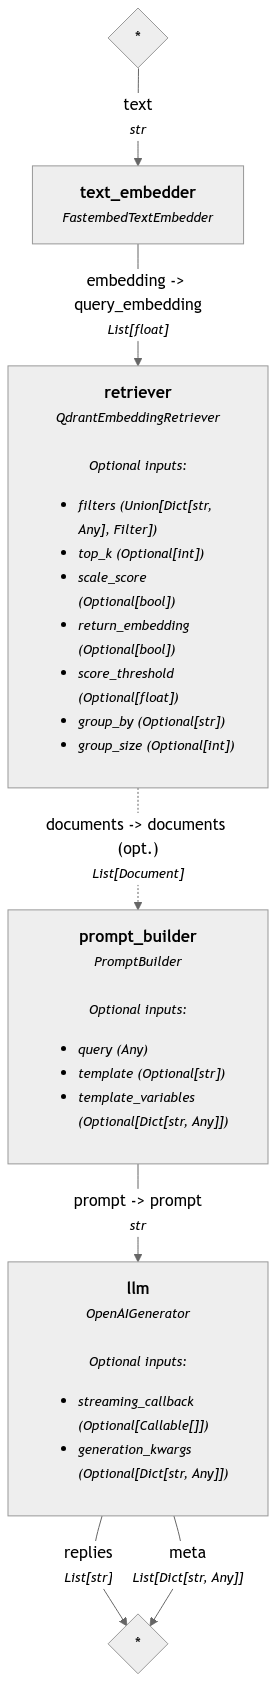 *
text
str
text_embedder
FastembedTextEmbedder
embedding ->
query_embedding
List[float]
retriever
QdrantEmbeddingRetriever
Optional inputs:
• filters (Union[Dict[str,
Any], Filter])
• top_k (Optional[int])
• scale_score
(Optional[bool])
• return_embedding
(Optional[bool])
• score_threshold
(Optional[float])
• group_by (Optional[str])
• group_size (Optional[int])
documents -> documents
(opt.)
List[Document]
prompt_builder
PromptBuilder
Optional inputs:
• query (Any)
• template (Optional[str])
• template_variables
(Optional[Dict[str, Any]])
prompt -> prompt
str
llm
OpenAIGenerator
Optional inputs:
• streaming_callback
(Optional[Callable[]])
• generation_kwargs
(Optional[Dict[str, Any]])
replies
List[str]
meta
List[Dict[str, Any]]
*